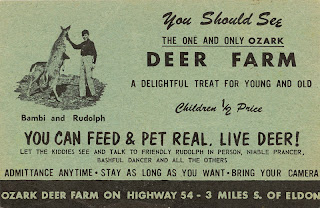 You Should See
THE ONE AND ONLY OZARK
DEER FARM
A DELIGHTFUL TREAT FOR YOUNG AND OLD
Children ½ Price
Bambi and Rudolph
YOU CAN FEED & PET REAL, LIVE DEER!
LET THE KIDDIES SEE AND TALK TO FRIENDLY RUDOLPH IN PERSON, NIABLE PRANCER,
BASHFUL DANCER AND ALL THE OTHERS
ADMITTANCE ANYTIME • STAY AS LONG AS YOU WANT • BRING YOUR CAMERA
OZARK DEER FARM ON HIGHWAY 54 - 3 MILES S. OF ELDON